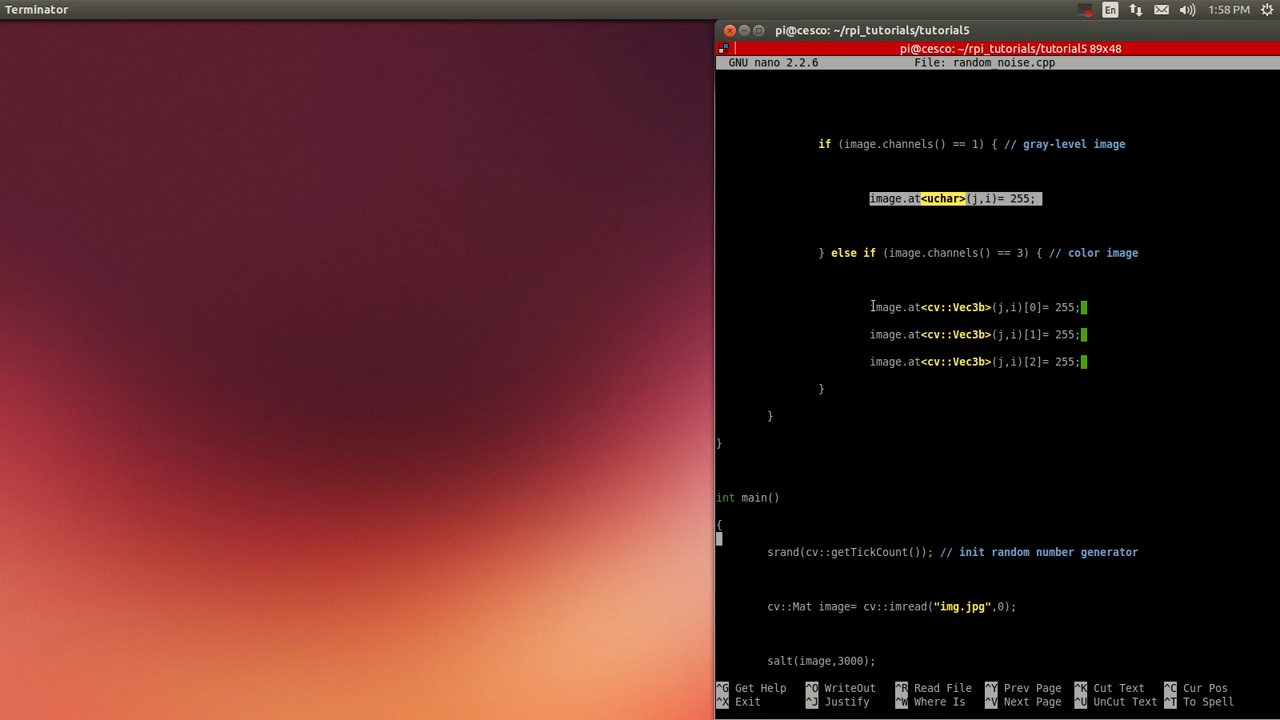 Terminator
En
1:58 PM
pi@cesco: ~/rpi_tutorials/tutorial5
pi@cesco: ~/rpi_tutorials/tutorial5 89x48
GNU nano 2.2.6 File: random_noise.cpp
if (image.channels() == 1) { // gray-level image
image.at<uchar>(j,i)= 255;
} else if (image.channels() == 3) { // color image
image.at<cv::Vec3b>(j,i)[0]= 255;
image.at<cv::Vec3b>(j,i)[1]= 255;
image.at<cv::Vec3b>(j,i)[2]= 255;
}
}
}
int main()
{
srand(cv::getTickCount()); // init random number generator
cv::Mat image= cv::imread("img.jpg",0);
salt(image,3000);
^G Get Help ^O WriteOut ^R Read File ^Y Prev Page ^K Cut Text ^C Cur Pos
^X Exit ^J Justify ^W Where Is ^V Next Page ^U UnCut Text ^T To Spell